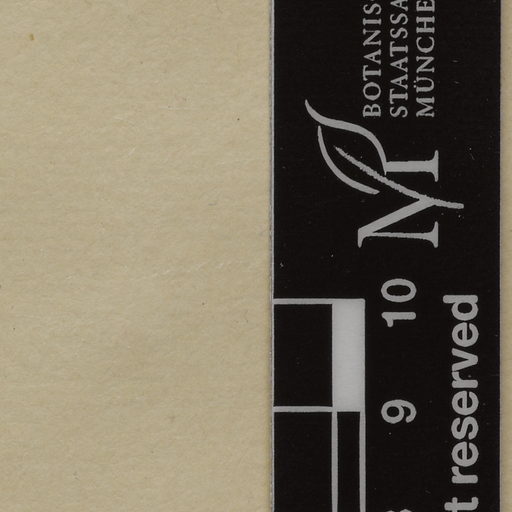 BOTANIS
STAATSSA
MÜNCHE
M
10
9
t reserved